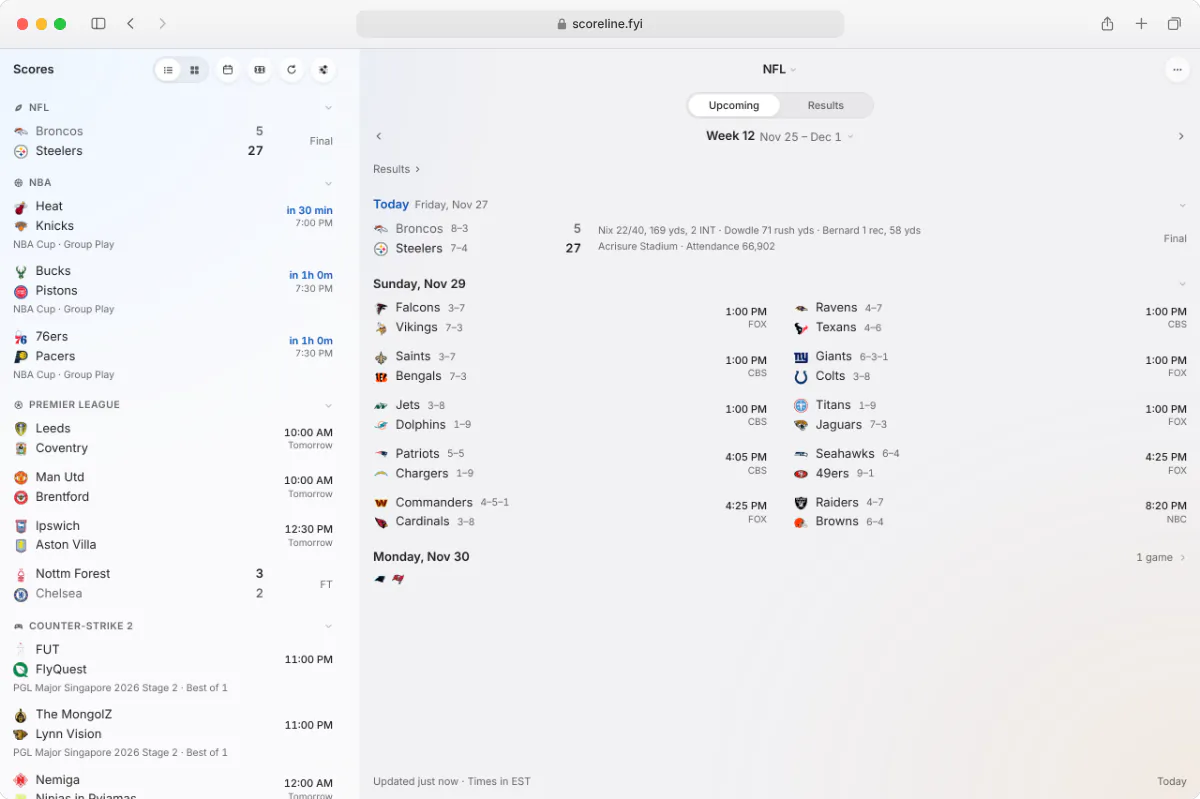 scoreline.fyi
Scores
NFL
Broncos 5
Steelers 27
Final
NBA
Heat in 30 min
Knicks 7:00 PM
NBA Cup · Group Play
Bucks in 1h 0m
Pistons 7:30 PM
NBA Cup · Group Play
76ers in 1h 0m
Pacers 7:30 PM
NBA Cup · Group Play
PREMIER LEAGUE
Leeds 10:00 AM
Coventry Tomorrow
Man Utd 10:00 AM
Brentford Tomorrow
Ipswich 12:30 PM
Aston Villa Tomorrow
Nottm Forest 3
Chelsea 2
FT
COUNTER-STRIKE 2
FUT
FlyQuest
11:00 PM
PGL Major Singapore 2026 Stage 2 · Best of 1
The MongolZ
Lynn Vision
11:00 PM
PGL Major Singapore 2026 Stage 2 · Best of 1
Nemiga 12:00 AM
Ninjas in Pyjamas Tomorrow
NFL
Upcoming Results
Week 12 Nov 25 – Dec 1
Results
Today Friday, Nov 27
Broncos 8–3 5 Nix 22/40, 169 yds, 2 INT · Dowdle 71 rush yds · Bernard 1 rec, 58 yds
Steelers 7–4 27 Acrisure Stadium · Attendance 66,902
Final
Sunday, Nov 29
Falcons 3–7 1:00 PM
Vikings 7–3 FOX
Ravens 4–7 1:00 PM
Texans 4–6 CBS
Saints 3–7 1:00 PM
Bengals 7–3 CBS
Giants 6–3–1 1:00 PM
Colts 3–8 FOX
Jets 3–8 1:00 PM
Dolphins 1–9 CBS
Titans 1–9 1:00 PM
Jaguars 7–3 FOX
Patriots 5–5 4:05 PM
Chargers 1–9 CBS
Seahawks 6–4 4:25 PM
49ers 9–1 FOX
Commanders 4–5–1 4:25 PM
Cardinals 3–8 FOX
Raiders 4–7 8:20 PM
Browns 6–4 NBC
Monday, Nov 30 1 game
Updated just now · Times in EST Today